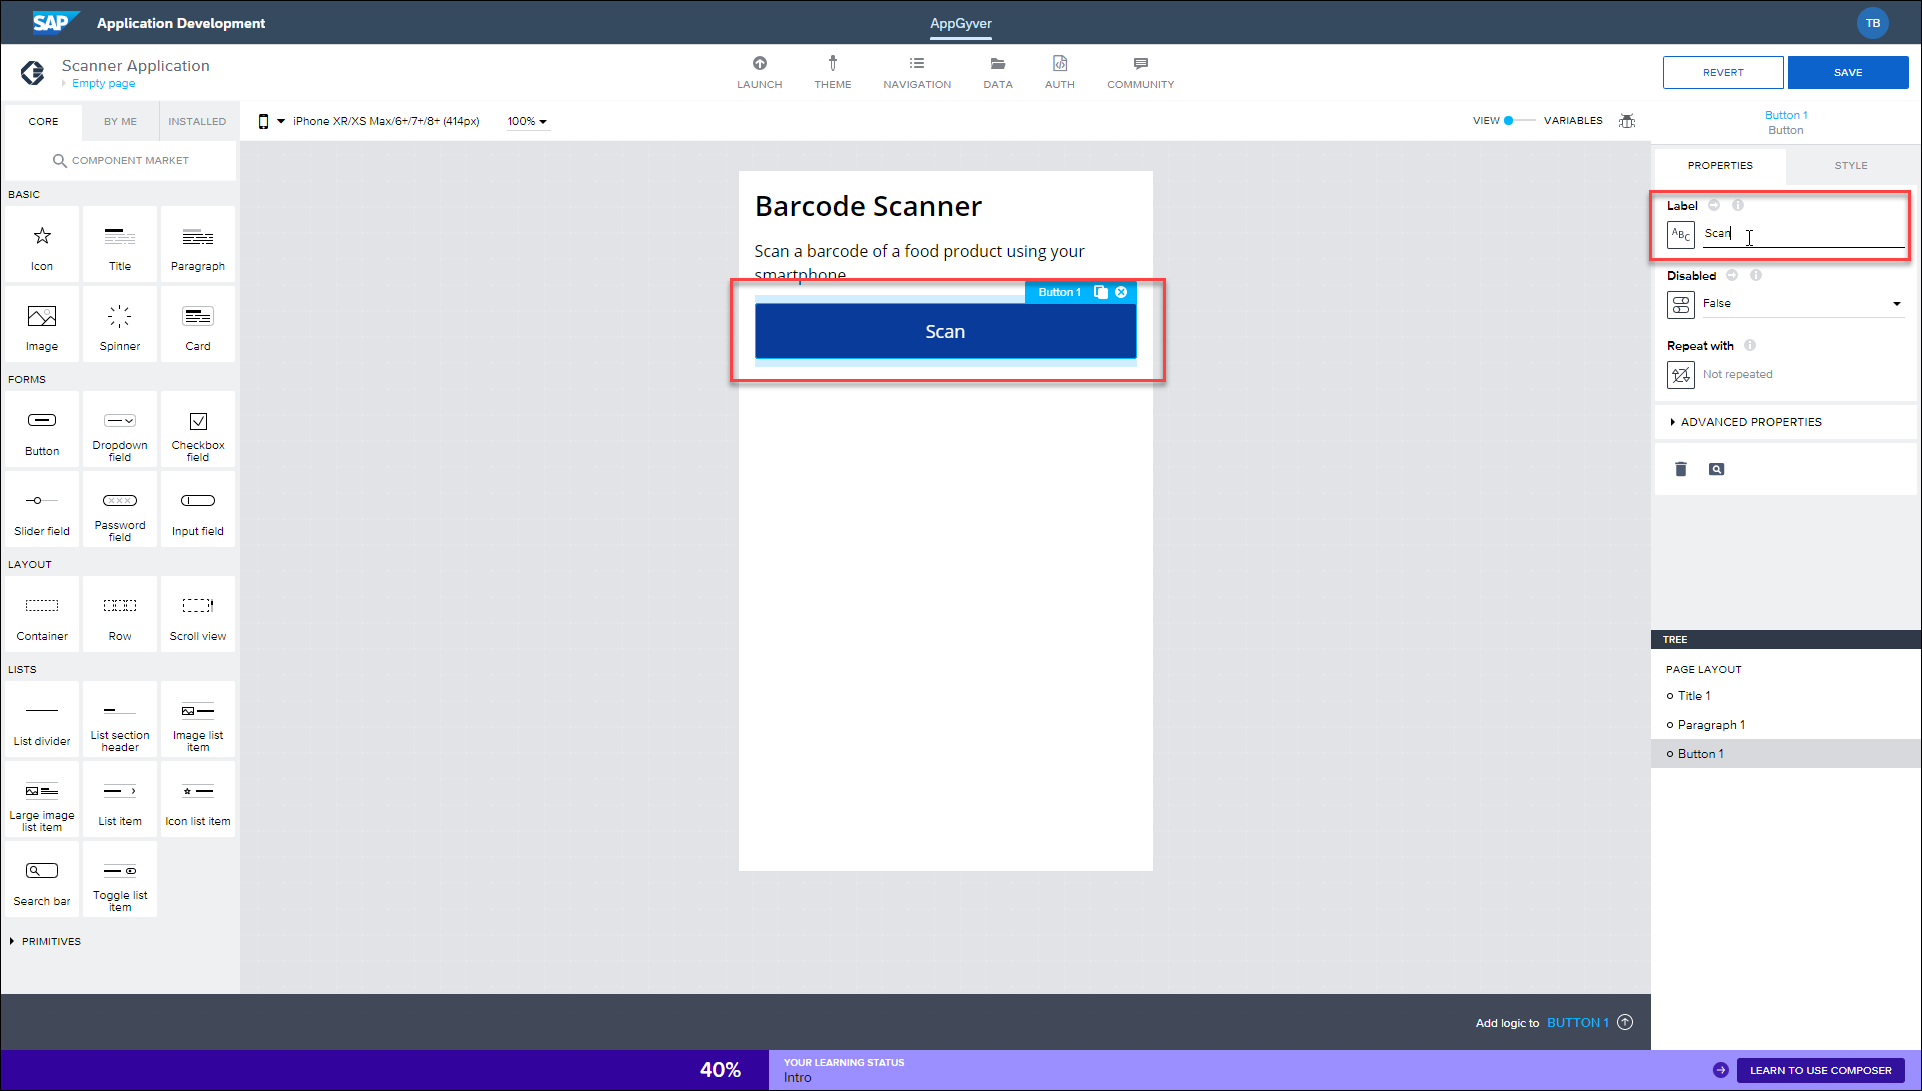 SAP Application Development
AppGyver
TB
Scanner Application
Empty page
LAUNCH
THEME
NAVIGATION
DATA
AUTH
COMMUNITY
REVERT
SAVE
CORE
BY ME
INSTALLED
iPhone XR/XS Max/6+/7+/8+ (414px)
100%
VIEW
VARIABLES
Button 1
Button
COMPONENT MARKET
PROPERTIES
STYLE
BASIC
Icon
Title
Paragraph
Image
Spinner
Card
FORMS
Button
Dropdown
field
Checkbox
field
Slider field
Password
field
Input field
LAYOUT
Container
Row
Scroll view
LISTS
List divider
List section
header
Image list
item
Large image
list item
List item
Icon list item
Search bar
Toggle list
item
PRIMITIVES
Barcode Scanner
Scan a barcode of a food product using your
smartphone
Button 1
Scan
Label
ABC
Scan
Disabled
False
Repeat with
Not repeated
ADVANCED PROPERTIES
TREE
PAGE LAYOUT
Title 1
Paragraph 1
Button 1
Add logic to BUTTON 1
40%
YOUR LEARNING STATUS
Intro
LEARN TO USE COMPOSER